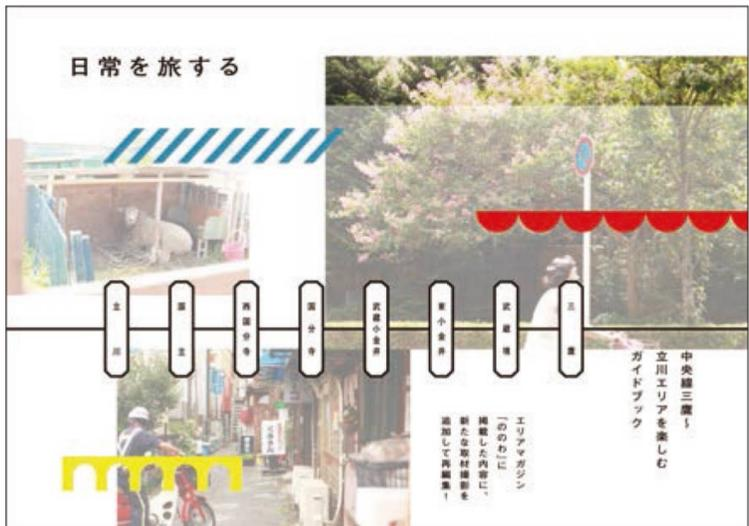 日常を旅する
立川
国立
西国分寺
国分寺
武蔵小金井
東小金井
武蔵境
三鷹
中央線三鷹〜
立川エリアを楽しむ
ガイドブック
エリアマガジン
『ののわ』に
掲載した内容に、
新たな取材撮影を
追加して再編集！